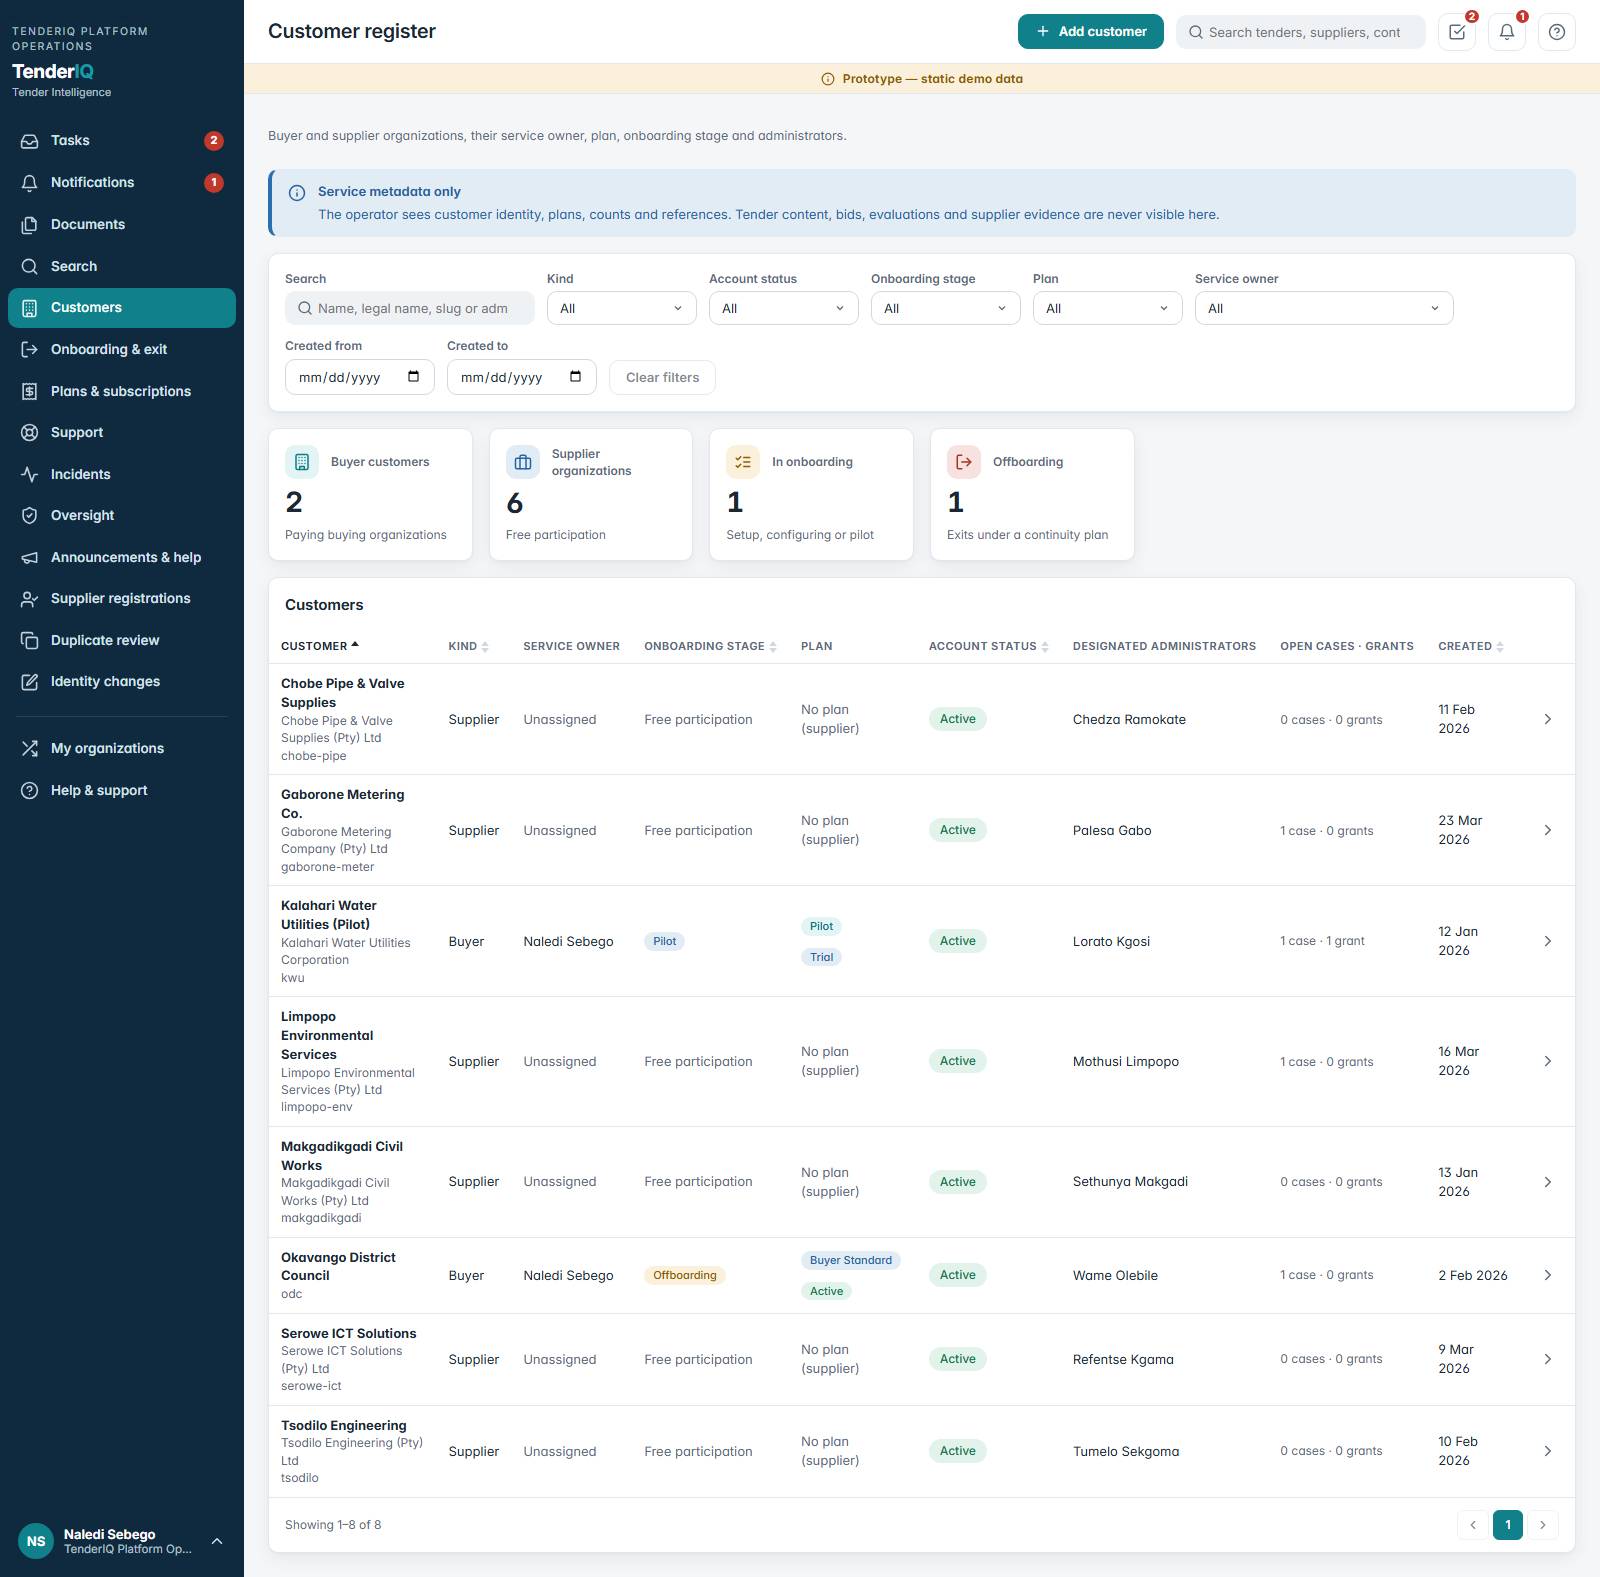 TENDERIQ PLATFORM
OPERATIONS
TenderIQ
Tender Intelligence
Tasks 2
Notifications 1
Documents
Search
Customers
Onboarding & exit
Plans & subscriptions
Support
Incidents
Oversight
Announcements & help
Supplier registrations
Duplicate review
Identity changes
My organizations
Help & support
NS
Naledi Sebego
TenderIQ Platform Op...
Customer register
Add customer
Search tenders, suppliers, cont
2
1
Prototype — static demo data
Buyer and supplier organizations, their service owner, plan, onboarding stage and administrators.
Service metadata only
The operator sees customer identity, plans, counts and references. Tender content, bids, evaluations and supplier evidence are never visible here.
Search Kind Account status Onboarding stage Plan Service owner
Name, legal name, slug or adm All All All All All
Created from Created to
mm/dd/yyyy mm/dd/yyyy Clear filters
Buyer customers
2
Paying buying organizations
Supplier
organizations
6
Free participation
In onboarding
1
Setup, configuring or pilot
Offboarding
1
Exits under a continuity plan
Customers
CUSTOMER KIND SERVICE OWNER ONBOARDING STAGE PLAN ACCOUNT STATUS DESIGNATED ADMINISTRATORS OPEN CASES · GRANTS CREATED
Chobe Pipe & Valve
Supplies
Chobe Pipe & Valve
Supplies (Pty) Ltd
chobe-pipe
Supplier
Unassigned
Free participation
No plan
(supplier)
Active
Chedza Ramokate
0 cases · 0 grants
11 Feb
2026
Gaborone Metering
Co.
Gaborone Metering
Company (Pty) Ltd
gaborone-meter
Supplier
Unassigned
Free participation
No plan
(supplier)
Active
Palesa Gabo
1 case · 0 grants
23 Mar
2026
Kalahari Water
Utilities (Pilot)
Kalahari Water Utilities
Corporation
kwu
Buyer
Naledi Sebego
Pilot
Pilot
Trial
Active
Lorato Kgosi
1 case · 1 grant
12 Jan
2026
Limpopo
Environmental
Services
Limpopo Environmental
Services (Pty) Ltd
limpopo-env
Supplier
Unassigned
Free participation
No plan
(supplier)
Active
Mothusi Limpopo
1 case · 0 grants
16 Mar
2026
Makgadikgadi Civil
Works
Makgadikgadi Civil
Works (Pty) Ltd
makgadikgadi
Supplier
Unassigned
Free participation
No plan
(supplier)
Active
Sethunya Makgadi
0 cases · 0 grants
13 Jan
2026
Okavango District
Council
odc
Buyer
Naledi Sebego
Offboarding
Buyer Standard
Active
Active
Wame Olebile
1 case · 0 grants
2 Feb 2026
Serowe ICT Solutions
Serowe ICT Solutions
(Pty) Ltd
serowe-ict
Supplier
Unassigned
Free participation
No plan
(supplier)
Active
Refentse Kgama
0 cases · 0 grants
9 Mar
2026
Tsodilo Engineering
Tsodilo Engineering (Pty)
Ltd
tsodilo
Supplier
Unassigned
Free participation
No plan
(supplier)
Active
Tumelo Sekgoma
0 cases · 0 grants
10 Feb
2026
Showing 1–8 of 8
1